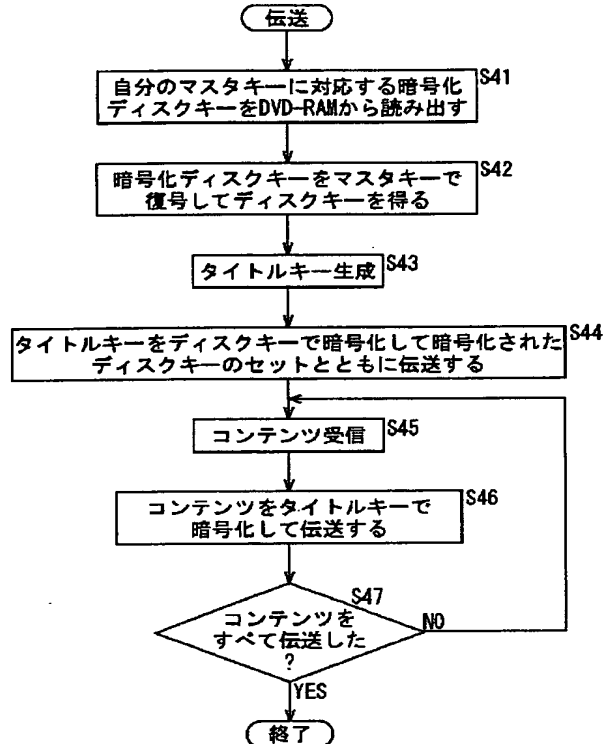 伝送
自分のマスタキーに対応する暗号化 S41
ディスクキーをDVD-RAMから読み出す
暗号化ディスクキーをマスタキーで S42
復号してディスクキーを得る
タイトルキー生成 S43
タイトルキーをディスクキーで暗号化して暗号化された S44
ディスクキーのセットとともに伝送する
コンテンツ受信 S45
コンテンツをタイトルキーで S46
暗号化して伝送する
S47
コンテンツを
すべて伝送した NO
?
YES
終了